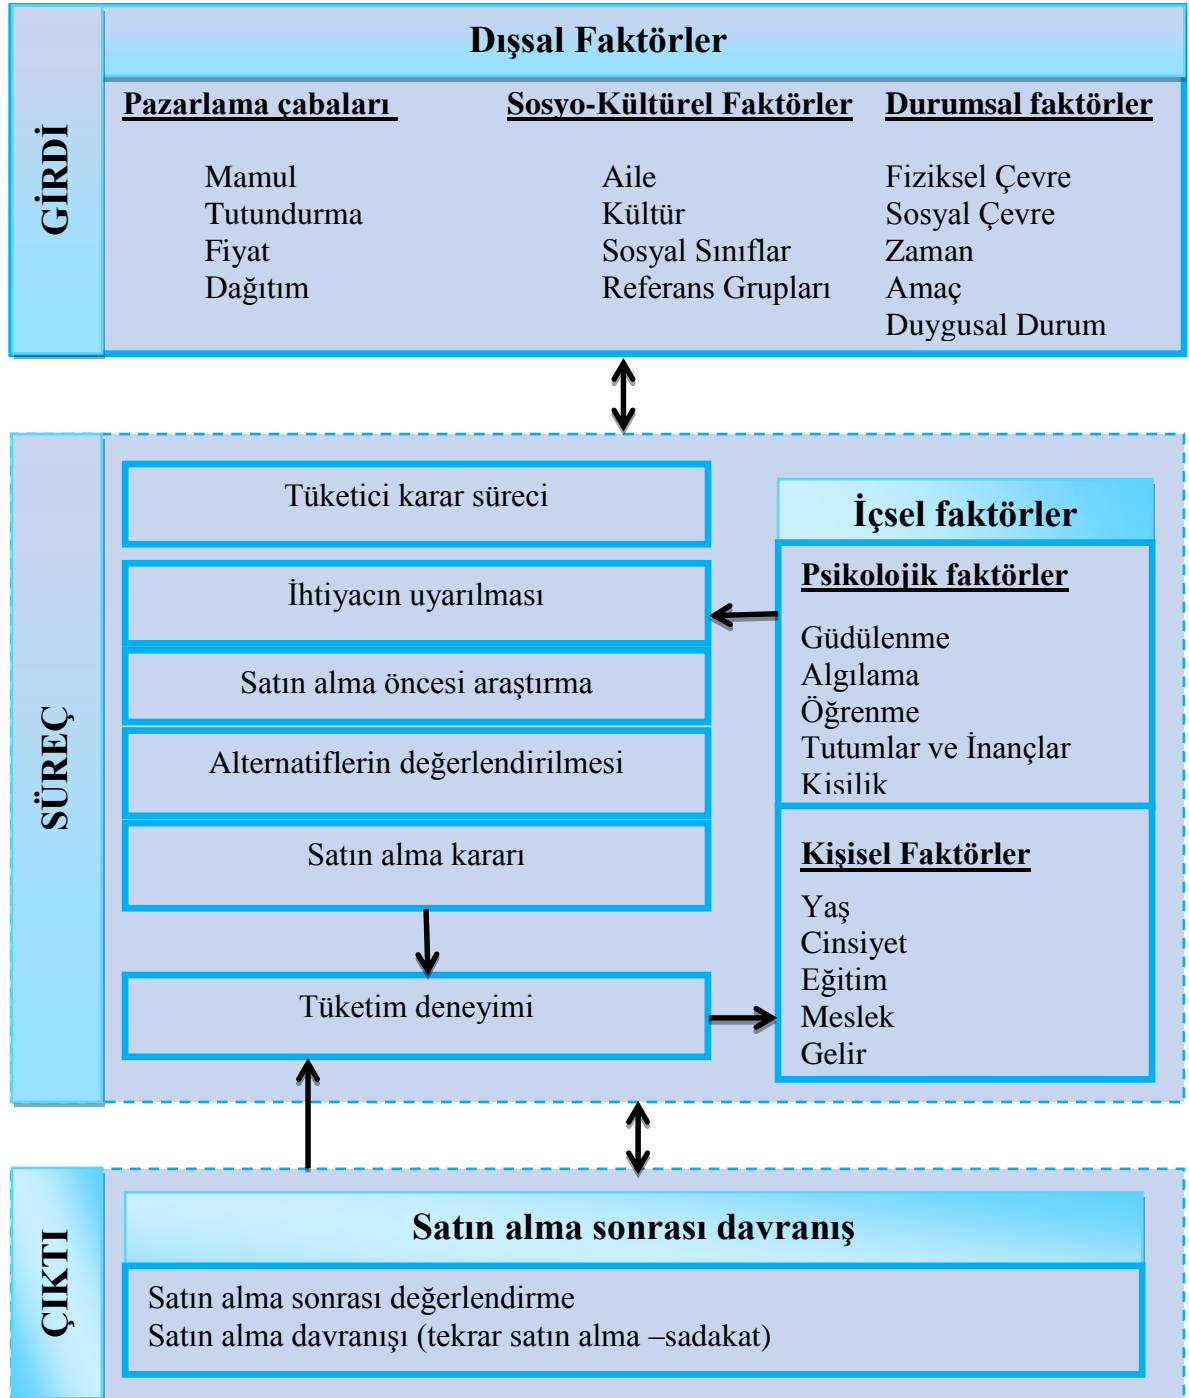 GİRDİ
Dışsal Faktörler
Pazarlama çabaları
Mamul
Tutundurma
Fiyat
Dağıtım
Sosyo-Kültürel Faktörler
Aile
Kültür
Sosyal Sınıflar
Referans Grupları
Durumsal faktörler
Fiziksel Çevre
Sosyal Çevre
Zaman
Amaç
Duygusal Durum
SÜREÇ
Tüketici karar süreci
İhtiyacın uyarılması
Satın alma öncesi araştırma
Alternatiflerin değerlendirilmesi
Satın alma kararı
Tüketim deneyimi
İçsel faktörler
Psikolojik faktörler
Güdülenme
Algılama
Öğrenme
Tutumlar ve İnançlar
Kişilik
Kişisel Faktörler
Yaş
Cinsiyet
Eğitim
Meslek
Gelir
ÇIKTI
Satın alma sonrası davranış
Satın alma sonrası değerlendirme
Satın alma davranışı (tekrar satın alma –sadakat)